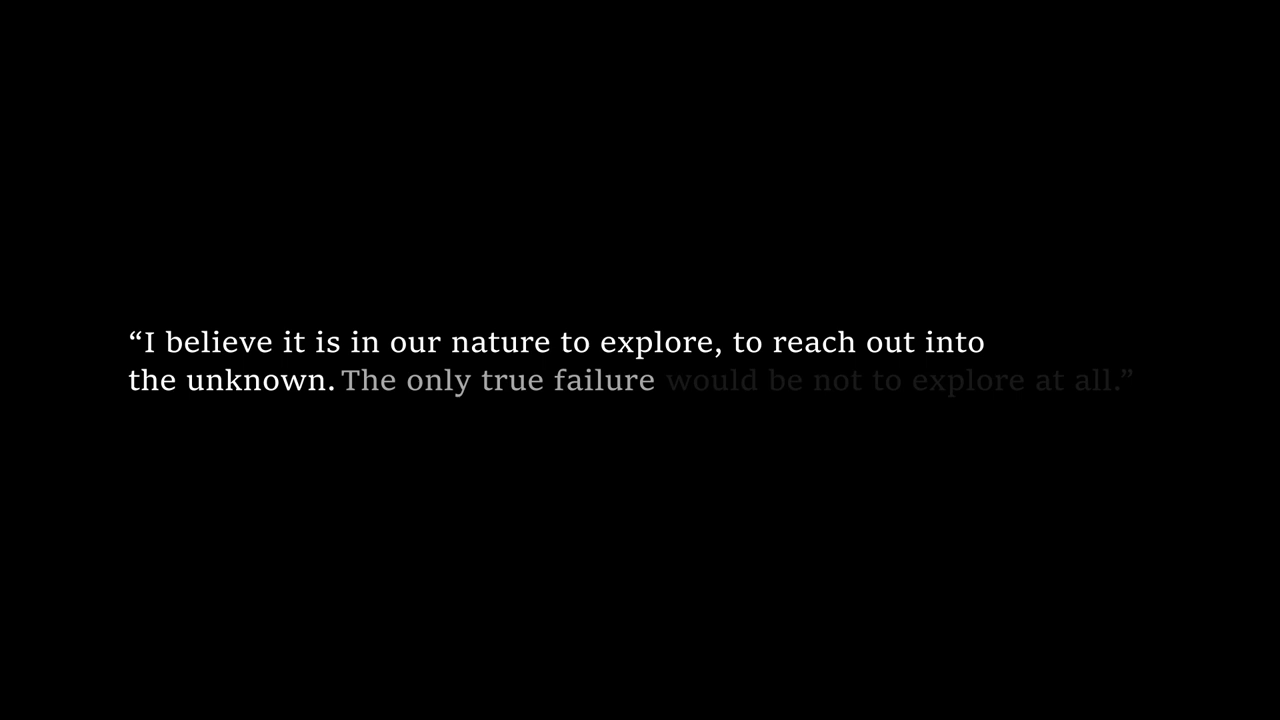 “I believe it is in our nature to explore, to reach out into
the unknown. The only true failure would be not to explore at all.”